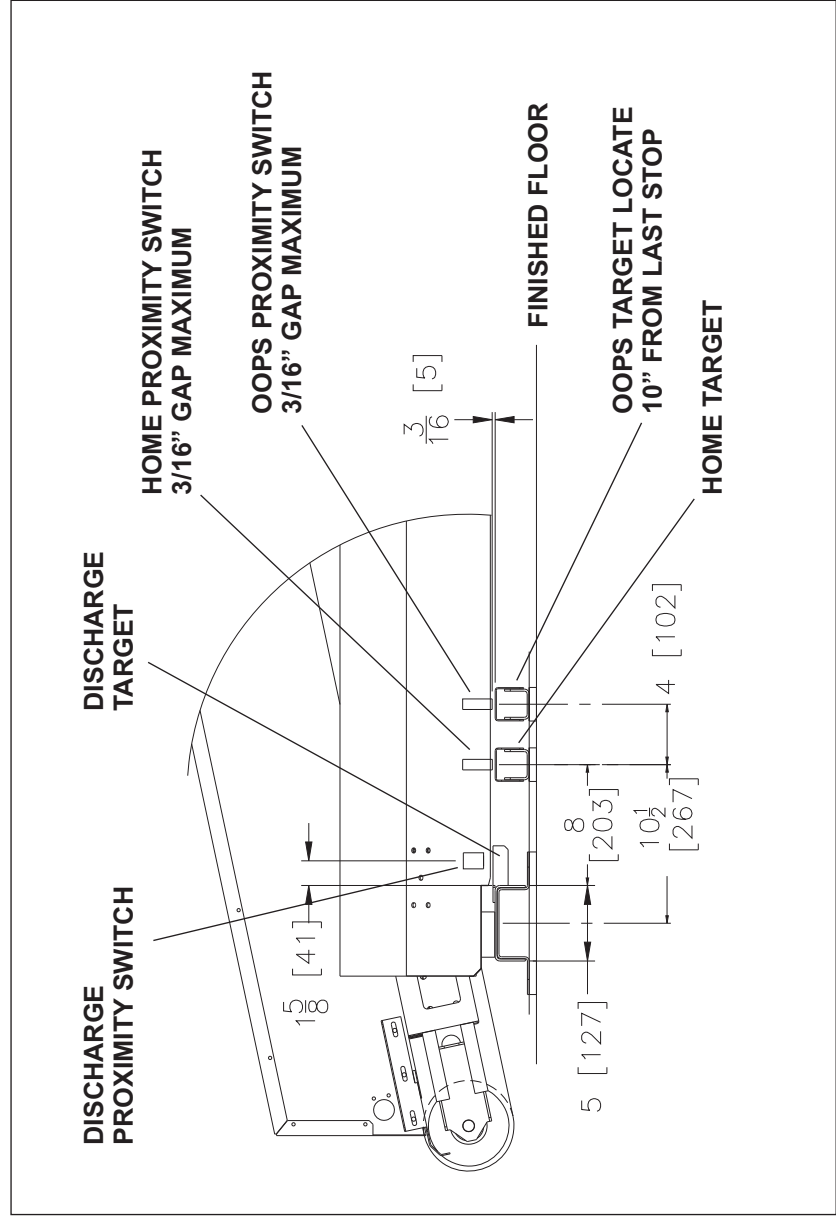 DISCHARGE
PROXIMITY SWITCH
DISCHARGE
TARGET
HOME PROXIMITY SWITCH
3/16” GAP MAXIMUM
OOPS PROXIMITY SWITCH
3/16” GAP MAXIMUM
1 5/8 [41]
3/16 [5]
FINISHED FLOOR
OOPS TARGET LOCATE
10” FROM LAST STOP
HOME TARGET
5 [127]
8
[203]
10 1/2
[267]
4 [102]